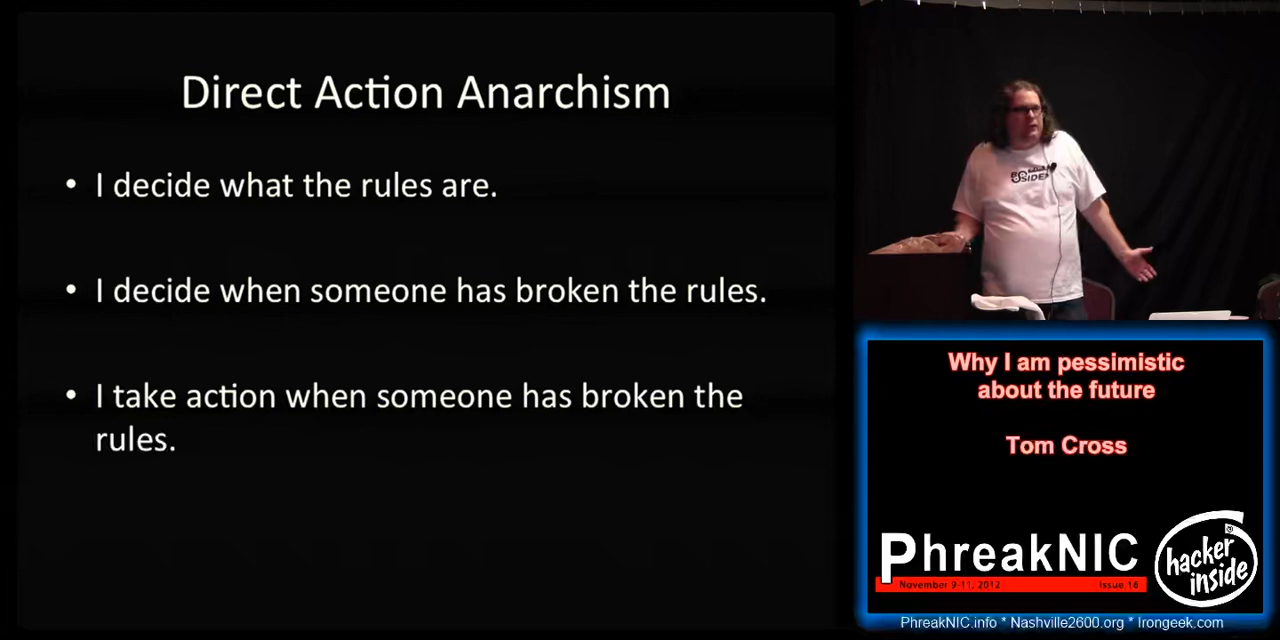 Direct Action Anarchism
• I decide what the rules are.
• I decide when someone has broken the rules.
• I take action when someone has broken the
rules.
Why I am pessimistic
about the future
Tom Cross
PhreakNIC
November 9-11, 2012 Issue 16
hacker
inside
PhreakNIC.info * Nashville2600.org * Irongeek.com